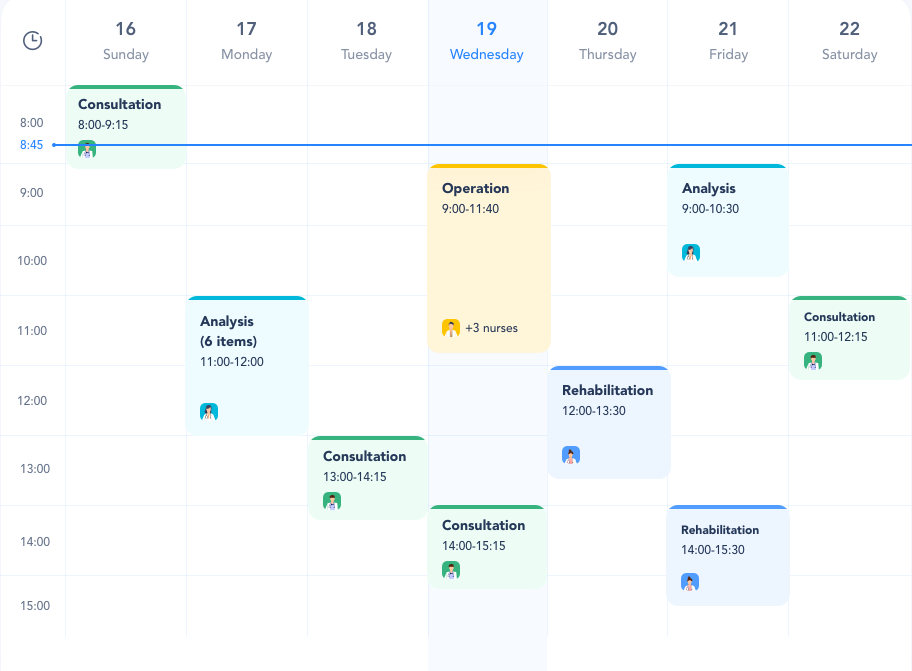 16
Sunday
17
Monday
18
Tuesday
19
Wednesday
20
Thursday
21
Friday
22
Saturday
8:00
8:45
9:00
10:00
11:00
12:00
13:00
14:00
15:00
Consultation
8:00-9:15
Analysis
(6 items)
11:00-12:00
Consultation
13:00-14:15
Operation
9:00-11:40
+3 nurses
Consultation
14:00-15:15
Rehabilitation
12:00-13:30
Analysis
9:00-10:30
Rehabilitation
14:00-15:30
Consultation
11:00-12:15